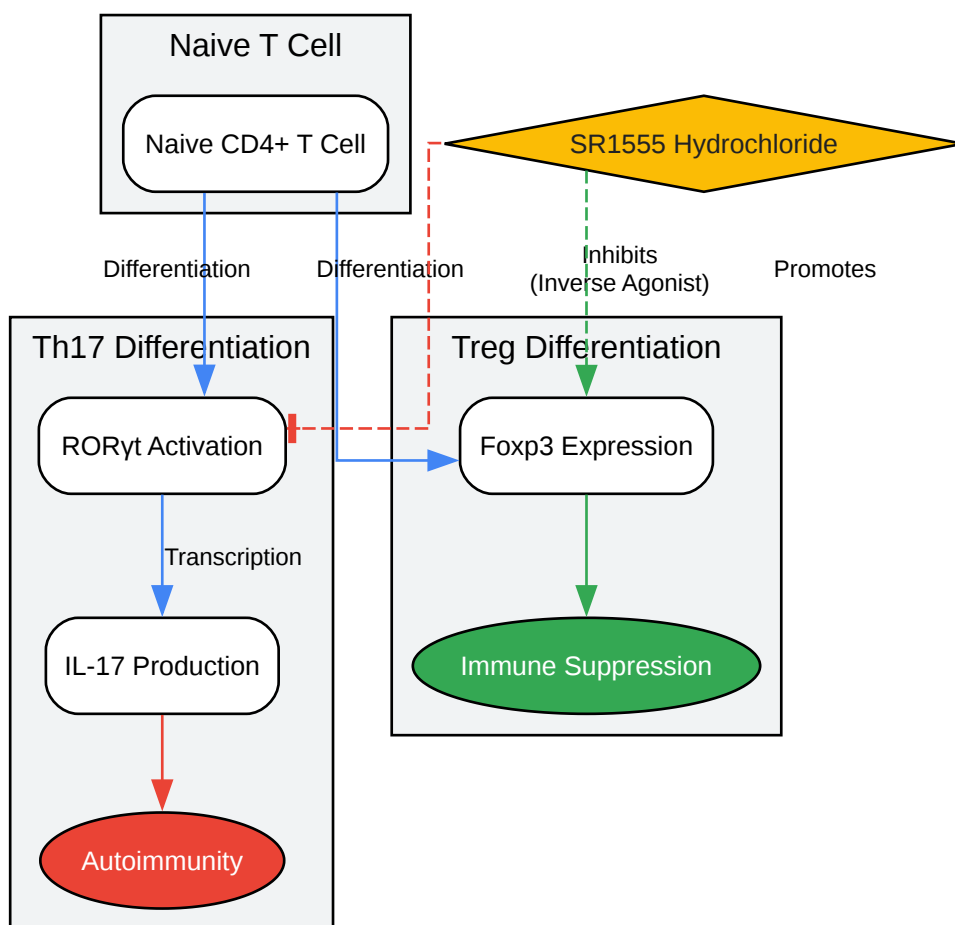 Naive T Cell
Naive CD4+ T Cell
SR1555 Hydrochloride
Differentiation
Differentiation
Inhibits
(Inverse Agonist)
Promotes
Th17 Differentiation
Treg Differentiation
RORγt Activation
Foxp3 Expression
Transcription
IL-17 Production
Immune Suppression
Autoimmunity